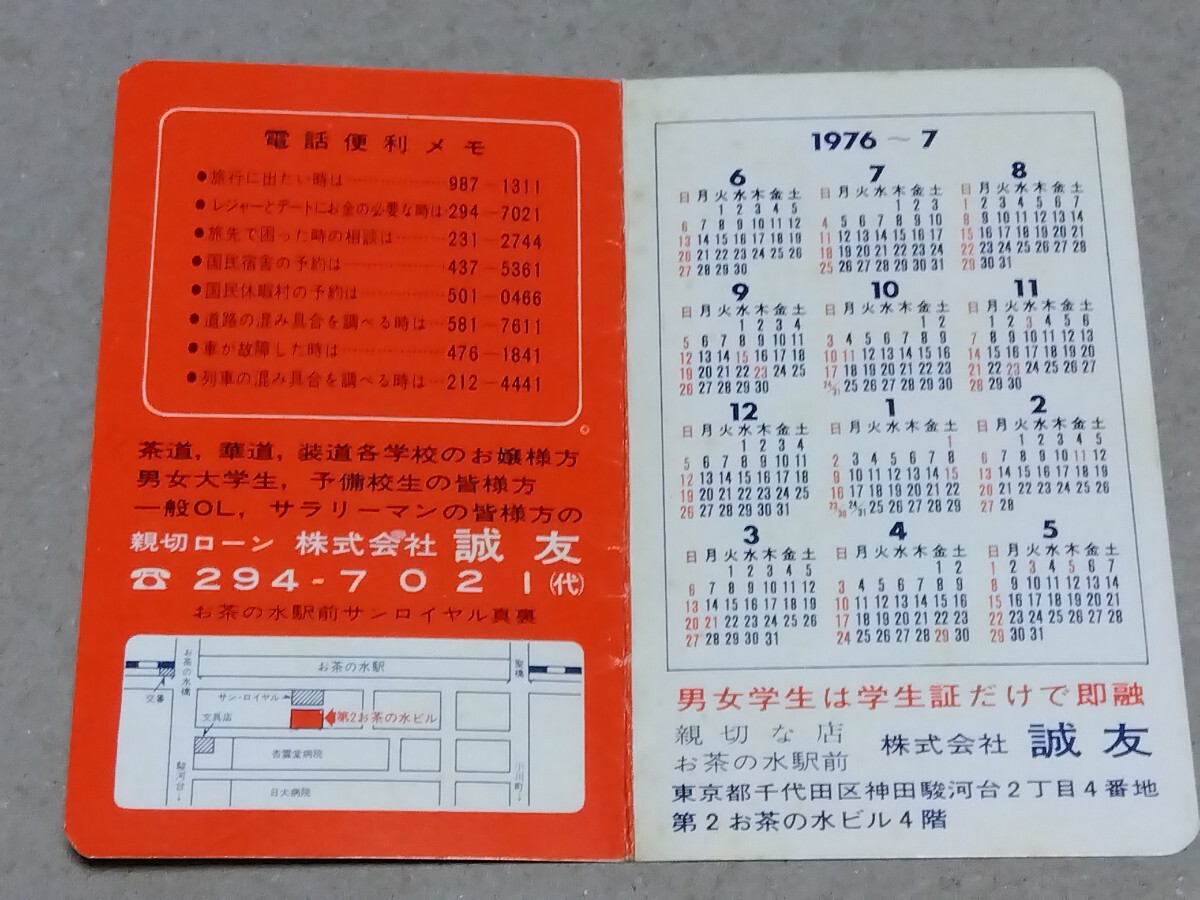 電話便利メモ
●旅行に出たい時は………………987-1311
●レジャーとデートにお金の必要な時は294-7021
●旅先で困った時の相談は………231-2744
●国民宿舎の予約は………………437-5361
●国民休暇村の予約は……………501-0466
●道路の混み具合を調べる時は…581-7611
●車が故障した時は………………476-1841
●列車の混み具合を調べる時は…212-4441
茶道，華道，装道各学校のお嬢様方
男女大学生，予備校生の皆様方
一般OL，サラリーマンの皆様方の
親切ローン 株式会社 誠友
☎294-7021(代)
お茶の水駅前サンロイヤル真裏
お茶の水橋
お茶の水駅
聖橋
交番
サン・ロイヤル
文具店
第2お茶の水ビル
杏雲堂病院
駿河台↓
日大病院
小川町↓
1976～7
6
日月火水木金土
1 2 3 4 5
6 7 8 9 10 11 12
13 14 15 16 17 18 19
20 21 22 23 24 25 26
27 28 29 30
7
日月火水木金土
1 2 3
4 5 6 7 8 9 10
11 12 13 14 15 16 17
18 19 20 21 22 23 24
25 26 27 28 29 30 31
8
日月火水木金土
1 2 3 4 5 6 7
8 9 10 11 12 13 14
15 16 17 18 19 20 21
22 23 24 25 26 27 28
29 30 31
9
日月火水木金土
1 2 3 4
5 6 7 8 9 10 11
12 13 14 15 16 17 18
19 20 21 22 23 24 25
26 27 28 29 30
10
日月火水木金土
1 2
3 4 5 6 7 8 9
10 11 12 13 14 15 16
17 18 19 20 21 22 23
24/31 25 26 27 28 29 30
11
日月火水木金土
1 2 3 4 5 6
7 8 9 10 11 12 13
14 15 16 17 18 19 20
21 22 23 24 25 26 27
28 29 30
12
日月火水木金土
1 2 3 4
5 6 7 8 9 10 11
12 13 14 15 16 17 18
19 20 21 22 23 24 25
26 27 28 29 30 31
1
日月火水木金土
1
2 3 4 5 6 7 8
9 10 11 12 13 14 15
16 17 18 19 20 21 22
23/30 24/31 25 26 27 28 29
2
日月火水木金土
1 2 3 4 5
6 7 8 9 10 11 12
13 14 15 16 17 18 19
20 21 22 23 24 25 26
27 28
3
日月火水木金土
1 2 3 4 5
6 7 8 9 10 11 12
13 14 15 16 17 18 19
20 21 22 23 24 25 26
27 28 29 30 31
4
日月火水木金土
1 2
3 4 5 6 7 8 9
10 11 12 13 14 15 16
17 18 19 20 21 22 23
24 25 26 27 28 29 30
5
日月火水木金土
1 2 3 4 5 6 7
8 9 10 11 12 13 14
15 16 17 18 19 20 21
22 23 24 25 26 27 28
29 30 31
男女学生は学生証だけで即融
親切な店
お茶の水駅前 株式会社 誠友
東京都千代田区神田駿河台2丁目4番地
第2お茶の水ビル4階